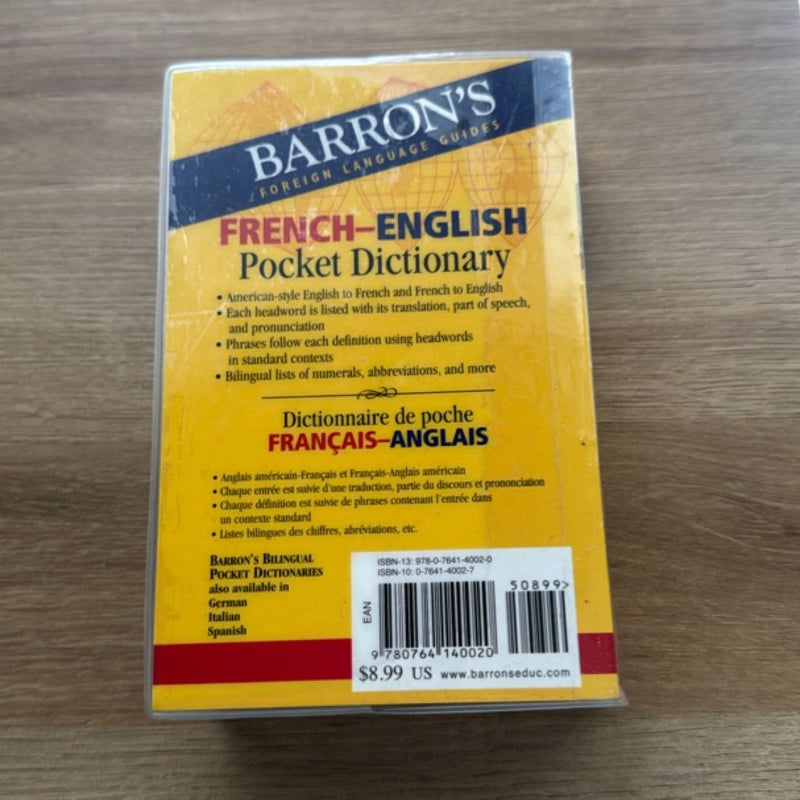 BARRON'S
FOREIGN LANGUAGE GUIDES
FRENCH–ENGLISH
Pocket Dictionary
• American-style English to French and French to English
• Each headword is listed with its translation, part of speech,
and pronunciation
• Phrases follow each definition using headwords
in standard contexts
• Bilingual lists of numerals, abbreviations, and more
Dictionnaire de poche
FRANÇAIS–ANGLAIS
• Anglais américain-Français et Français-Anglais américain
• Chaque entrée est suivie d'une traduction, partie du discours et prononciation
• Chaque définition est suivie de phrases contenant l'entrée dans
un contexte standard
• Listes bilingues des chiffres, abréviations, etc.
BARRON'S BILINGUAL
POCKET DICTIONARIES
also available in
German
Italian
Spanish
ISBN-13: 978-0-7641-4002-0
ISBN-10: 0-7641-4002-7
50899>
EAN
9 780764 140020
$8.99 US www.barronseduc.com